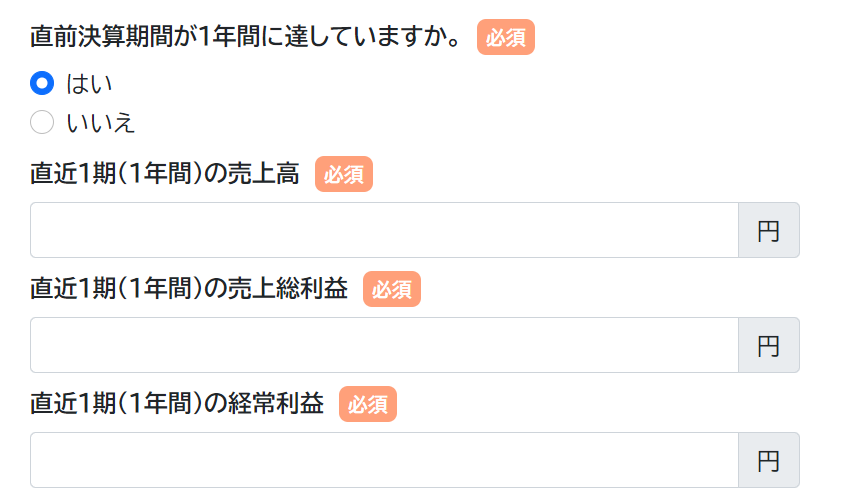 直前決算期間が1年間に達していますか。 必須
はい
いいえ
直近1期(1年間)の売上高 必須
円
直近1期(1年間)の売上総利益 必須
円
直近1期(1年間)の経常利益 必須
円